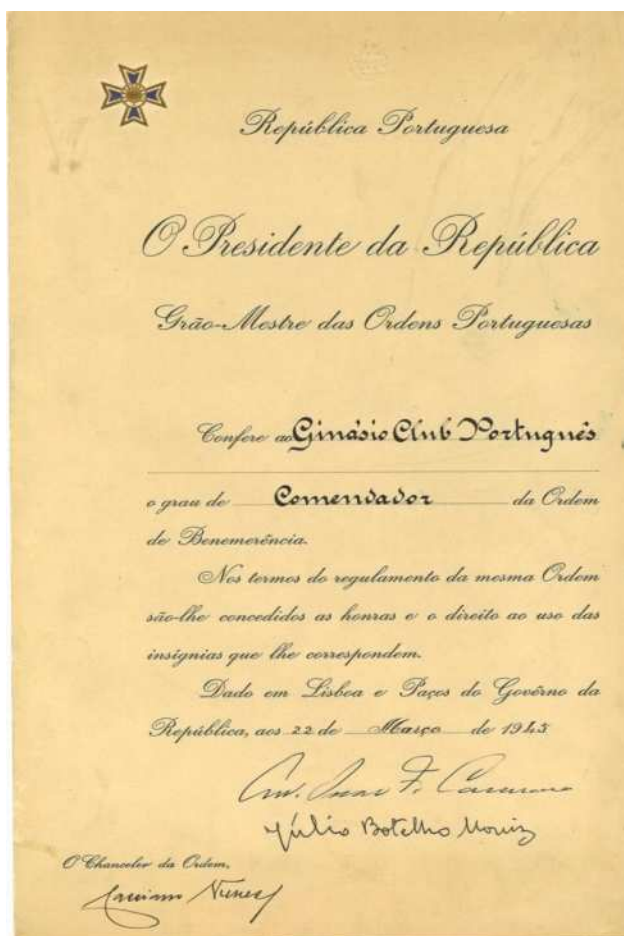 República Portuguesa
O Presidente da República
Grão-Mestre das Ordens Portuguesas
Confere ao Ginásio Club Português
o grau de Comendador da Ordem
de Benemerência.
Nos termos do regulamento da mesma Ordem
são-lhe concedidos as honras e o direito ao uso das
insígnias que lhe correspondem.
Dado em Lisboa e Paços do Govêrno da
República, aos 22 de Março de 1945
Júlio Botelho Moniz
O Chanceler da Ordem,
Nunes